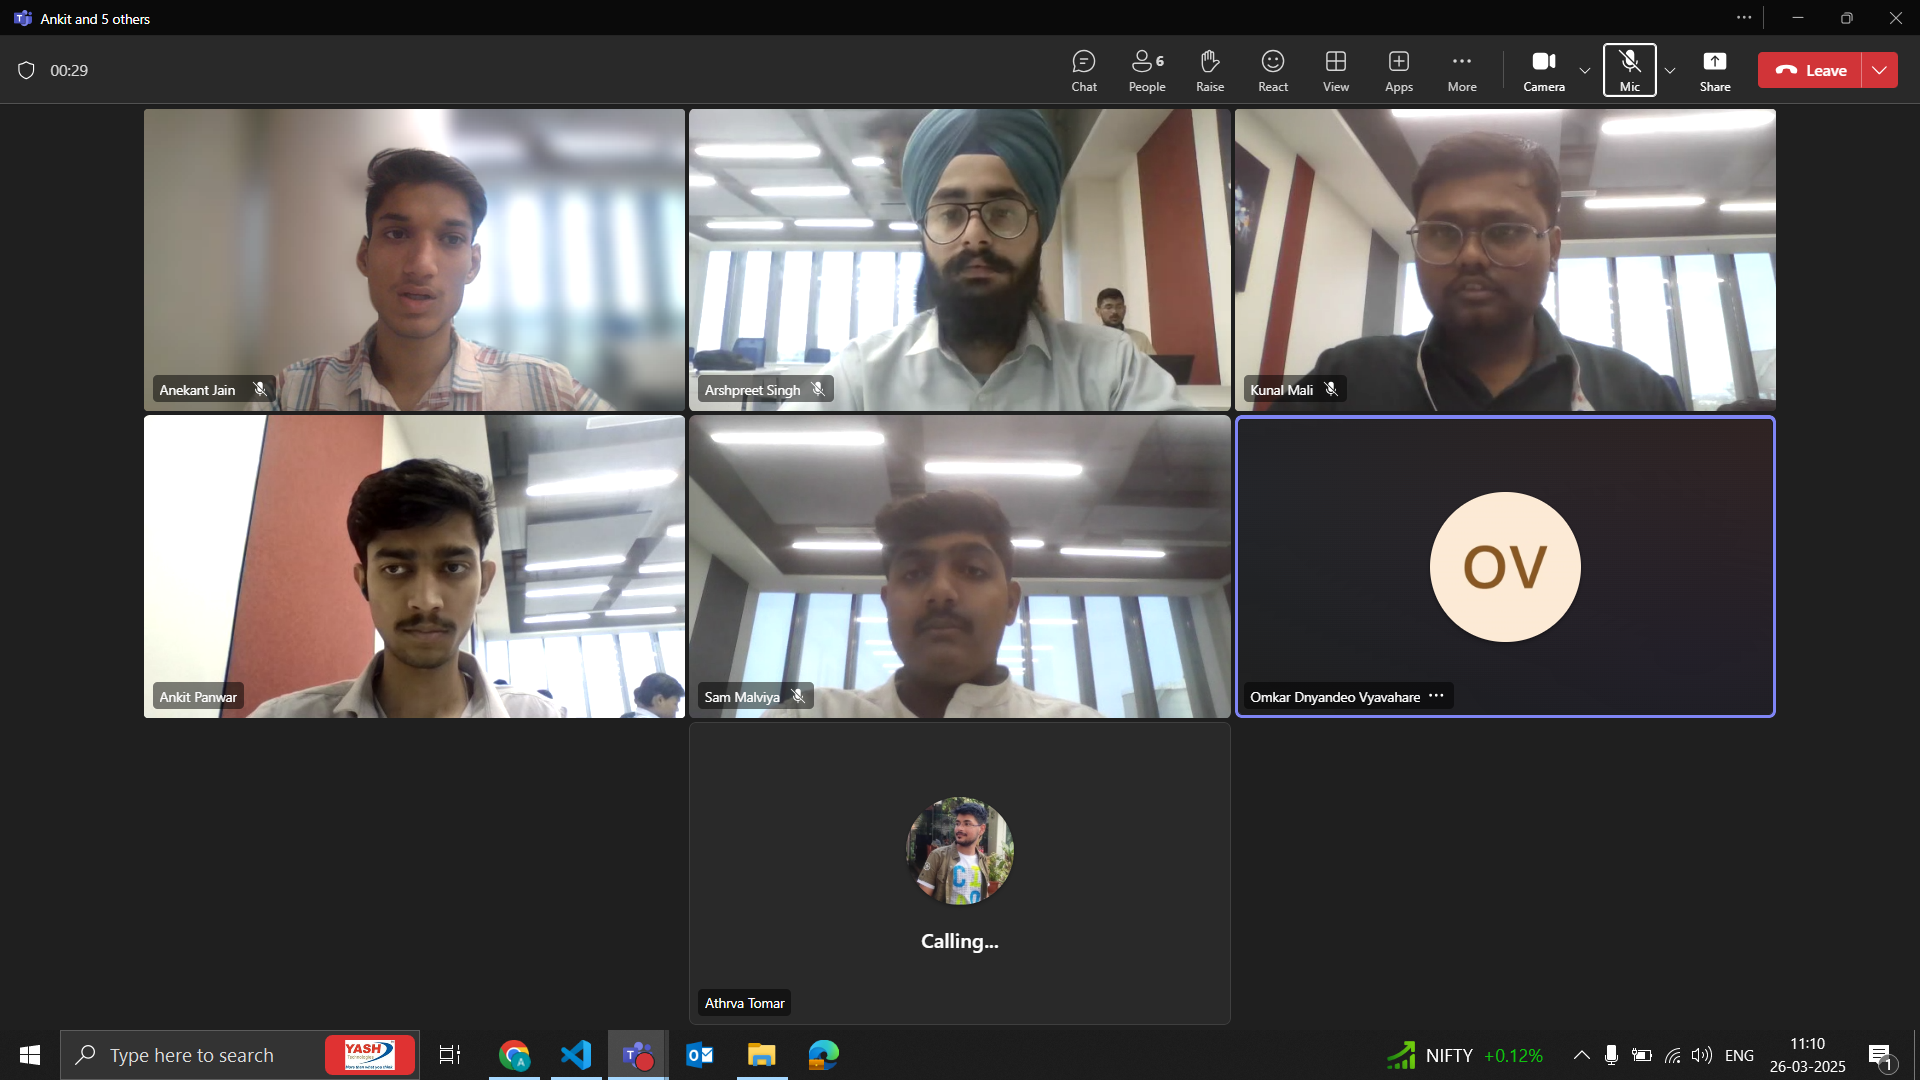 Ankit and 5 others
00:29
Chat
People
6
Raise
React
View
Apps
More
Camera
Mic
Share
Leave
Anekant Jain
Arshpreet Singh
Kunal Mali
Ankit Panwar
Sam Malviya
OV
Omkar Dnyandeo Vyavahare
Calling...
Athrva Tomar
Type here to search
YASH
Technologies
NIFTY +0.12%
ENG
11:10
26-03-2025
1